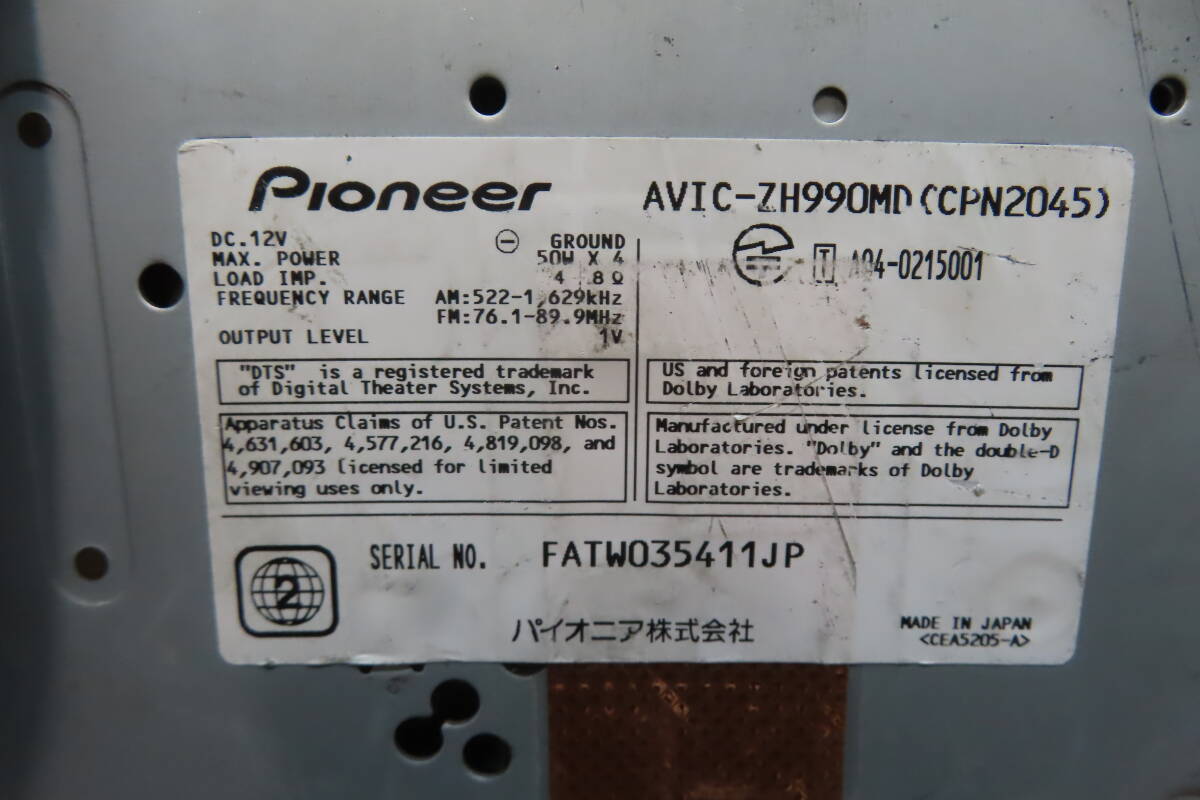 Pioneer
AVIC-ZH990MD(CPN2045)
DC.12V ⊖ GROUND
MAX. POWER 50W X 4
LOAD IMP. 4 8Ω
FREQUENCY RANGE AM:522-1,629kHz
FM:76.1-89.9MHz
OUTPUT LEVEL 1V
T A04-0215001
"DTS" is a registered trademark
of Digital Theater Systems, Inc.
US and foreign patents licensed from
Dolby Laboratories.
Apparatus Claims of U.S. Patent Nos.
4,631,603, 4,577,216, 4,819,098, and
4,907,093 licensed for limited
viewing uses only.
Manufactured under license from Dolby
Laboratories. "Dolby" and the double-D
symbol are trademarks of Dolby
Laboratories.
2
SERIAL NO. FATW035411JP
パイオニア株式会社
MADE IN JAPAN
<CEA5205-A>